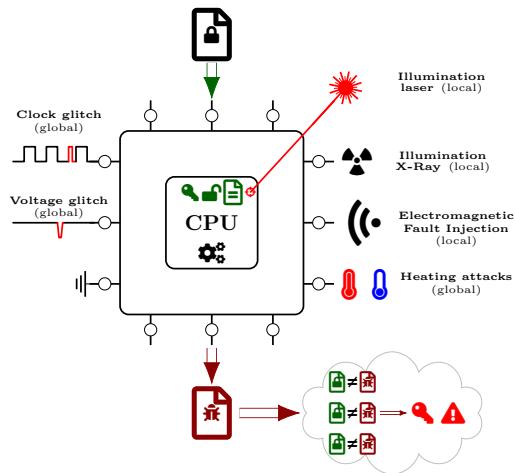 Illumination
laser (local)
Clock glitch
(global)
Illumination
X-Ray (local)
Voltage glitch
(global)
CPU
Electromagnetic
Fault Injection
(local)
Heating attacks
(global)
≠
≠
≠